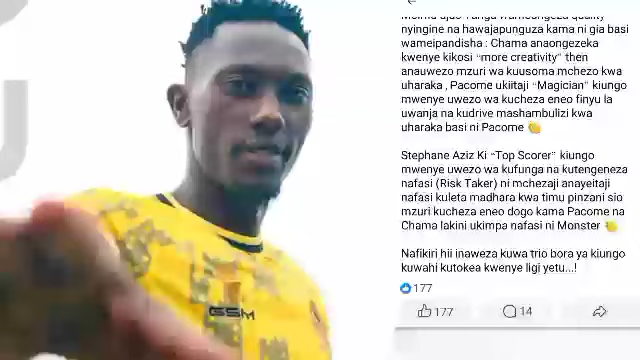 nyingine na hawajapunguza kama ni gia basi
wameipandisha : Chama anaongezeka
kwenye kikosi “more creativity” then
anauwezo mzuri wa kuusoma mchezo kwa
uharaka , Pacome ukiitaji “Magician” kiungo
mwenye uwezo wa kucheza eneo finyu la
uwanja na kudrive mashambulizi kwa
uharaka basi ni Pacome
Stephane Aziz Ki “Top Scorer” kiungo
mwenye uwezo wa kufunga na kutengeneza
nafasi (Risk Taker) ni mchezaji anayeitaji
nafasi kuleta madhara kwa timu pinzani sio
mzuri kucheza eneo dogo kama Pacome na
Chama lakini ukimpa nafasi ni Monster
Nafikiri hii inaweza kuwa trio bora ya kiungo
kuwahi kutokea kwenye ligi yetu...!
177
177
14
GSM